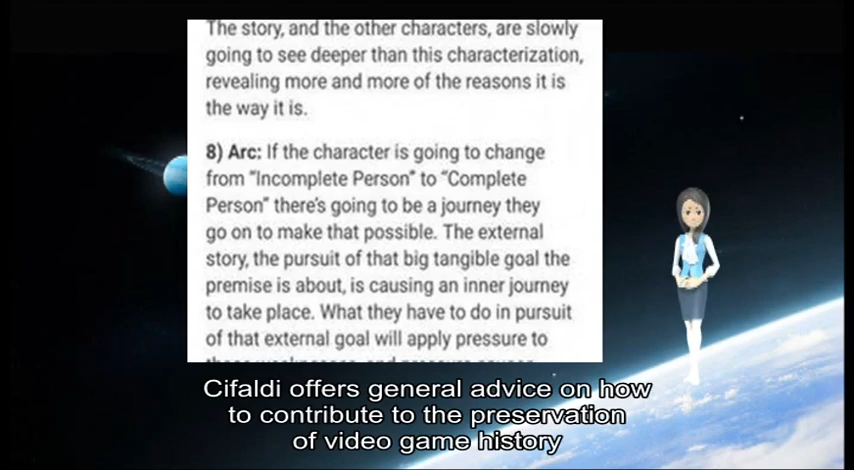 The story, and the other characters, are slowly
going to see deeper than this characterization,
revealing more and more of the reasons it is
the way it is.
8) Arc: If the character is going to change
from "Incomplete Person" to "Complete
Person" there's going to be a journey they
go on to make that possible. The external
story, the pursuit of that big tangible goal the
premise is about, is causing an inner journey
to take place. What they have to do in pursuit
of that external goal will apply pressure to
Cifaldi offers general advice on how
to contribute to the preservation
of video game history